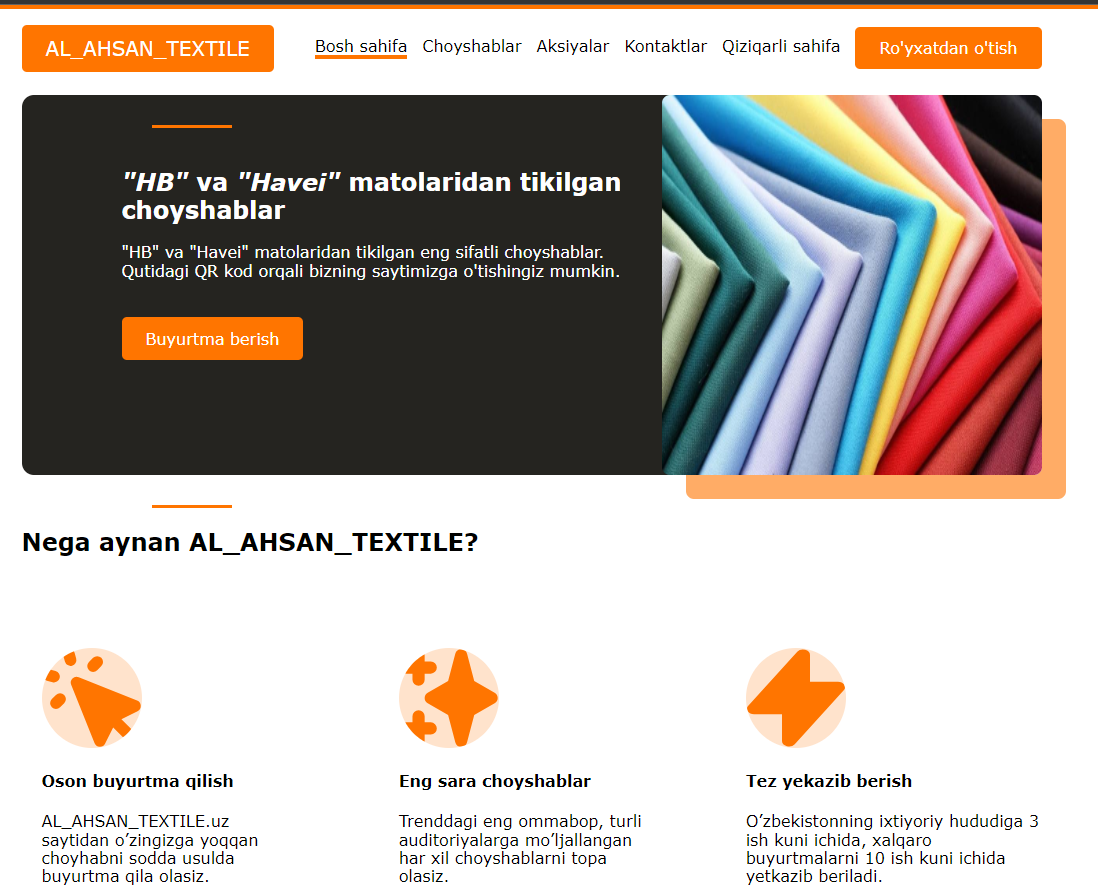 AL_AHSAN_TEXTILE
Bosh sahifa
Choyshablar
Aksiyalar
Kontaktlar
Qiziqarli sahifa
Ro'yxatdan o'tish
"HB" va "Havei" matolaridan tikilgan
choyshablar
"HB" va "Havei" matolaridan tikilgan eng sifatli choyshablar.
Qutidagi QR kod orqali bizning saytimizga o'tishingiz mumkin.
Buyurtma berish
Nega aynan AL_AHSAN_TEXTILE?
Oson buyurtma qilish
AL_AHSAN_TEXTILE.uz
saytidan o’zingizga yoqqan
choyhabni sodda usulda
buyurtma qila olasiz.
Eng sara choyshablar
Trenddagi eng ommabop, turli
auditoriyalarga mo’ljallangan
har xil choyshablarni topa
olasiz.
Tez yekazib berish
O’zbekistonning ixtiyoriy hududiga 3
ish kuni ichida, xalqaro
buyurtmalarni 10 ish kuni ichida
yetkazib beriladi.